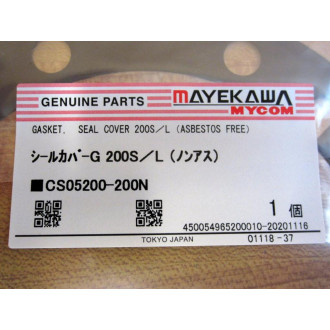 GENUINE PARTS
MAYEKAWA
MYCOM
GASKET. SEAL COVER 200S/L (ASBESTOS FREE)
シールカバーG 200S/L (ノンアス)
■CS05200-200N
1 個
450054965200010-20201116
TOKYO JAPAN
01118-37